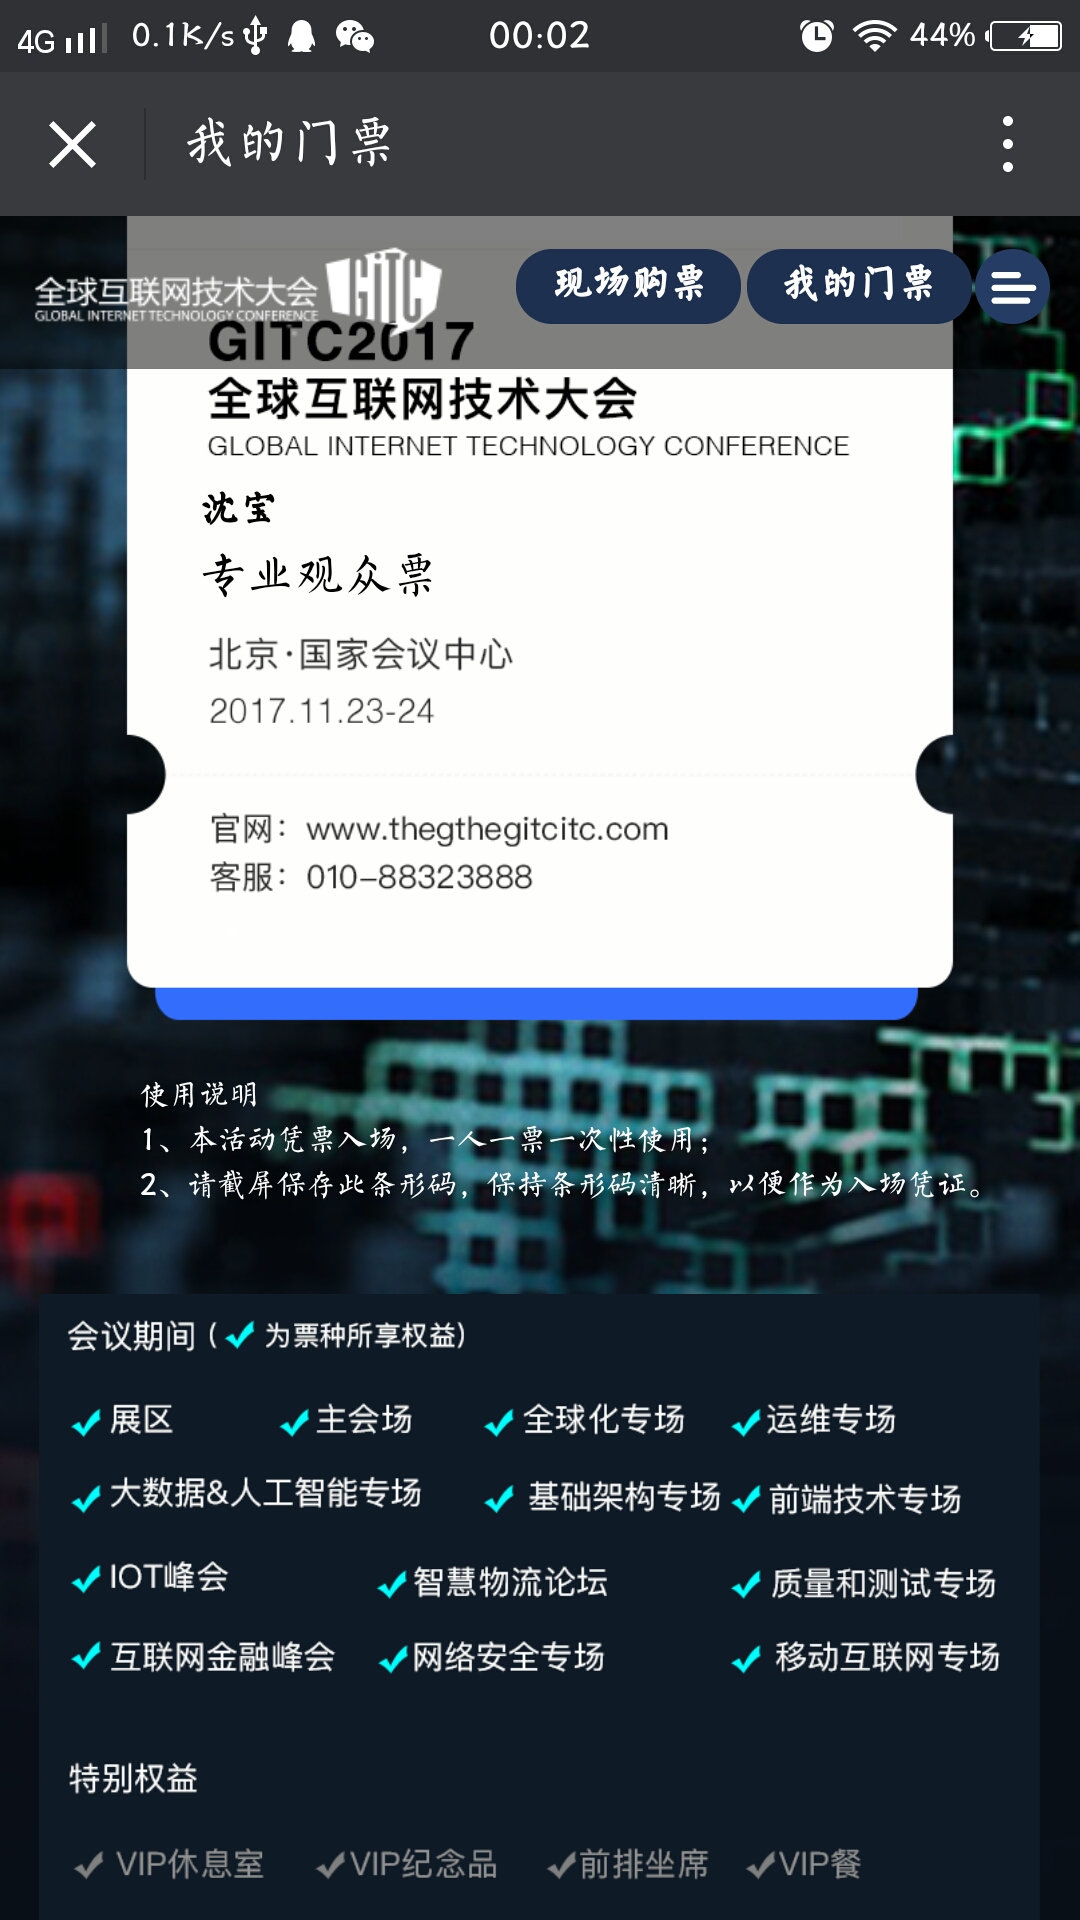 4G 0.1K/s 00:02 44%
我的门票
全球互联网技术大会 GITC 现场购票 我的门票
GLOBAL INTERNET TECHNOLOGY CONFERENCE
GITC2017
全球互联网技术大会
GLOBAL INTERNET TECHNOLOGY CONFERENCE
沈宝
专业观众票
北京·国家会议中心
2017.11.23-24
官网：www.thegthegitcitc.com
客服：010-88323888
使用说明
1、本活动凭票入场，一人一票一次性使用；
2、请截屏保存此条形码，保持条形码清晰，以便作为入场凭证。
会议期间（✔为票种所享权益）
✔展区 ✔主会场 ✔全球化专场 ✔运维专场
✔大数据&人工智能专场 ✔基础架构专场 ✔前端技术专场
✔IOT峰会 ✔智慧物流论坛 ✔质量和测试专场
✔互联网金融峰会 ✔网络安全专场 ✔移动互联网专场
特别权益
✔VIP休息室 ✔VIP纪念品 ✔前排坐席 ✔VIP餐